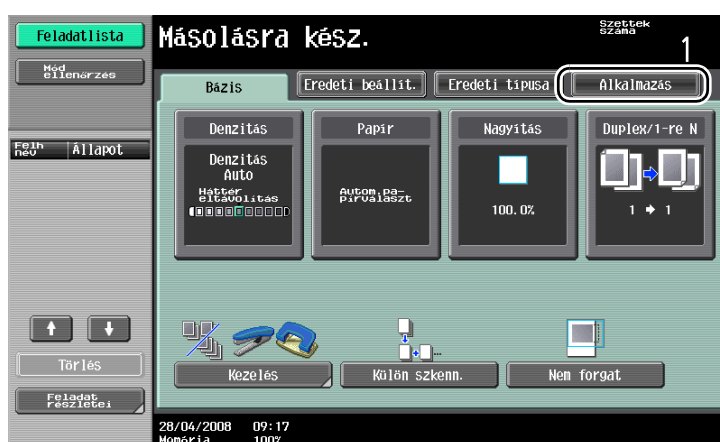 Feladatlista
Másolásra kész.
Szettek
száma
1
Mód
ellenőrzés
Bázis
Eredeti beállít.
Eredeti típusa
Alkalmazás
Felh
név
Állapot
Denzitás
Papír
Nagyítás
Duplex/1-re N
Denzitás
Auto
Háttér
eltávolítás
Autom.pa-
pírválaszt
100.0%
1 → 1
Törlés
Kezelés
Külön szkenn.
Nem forgat
Feladat
részletei
28/04/2008 09:17
Memória 100%